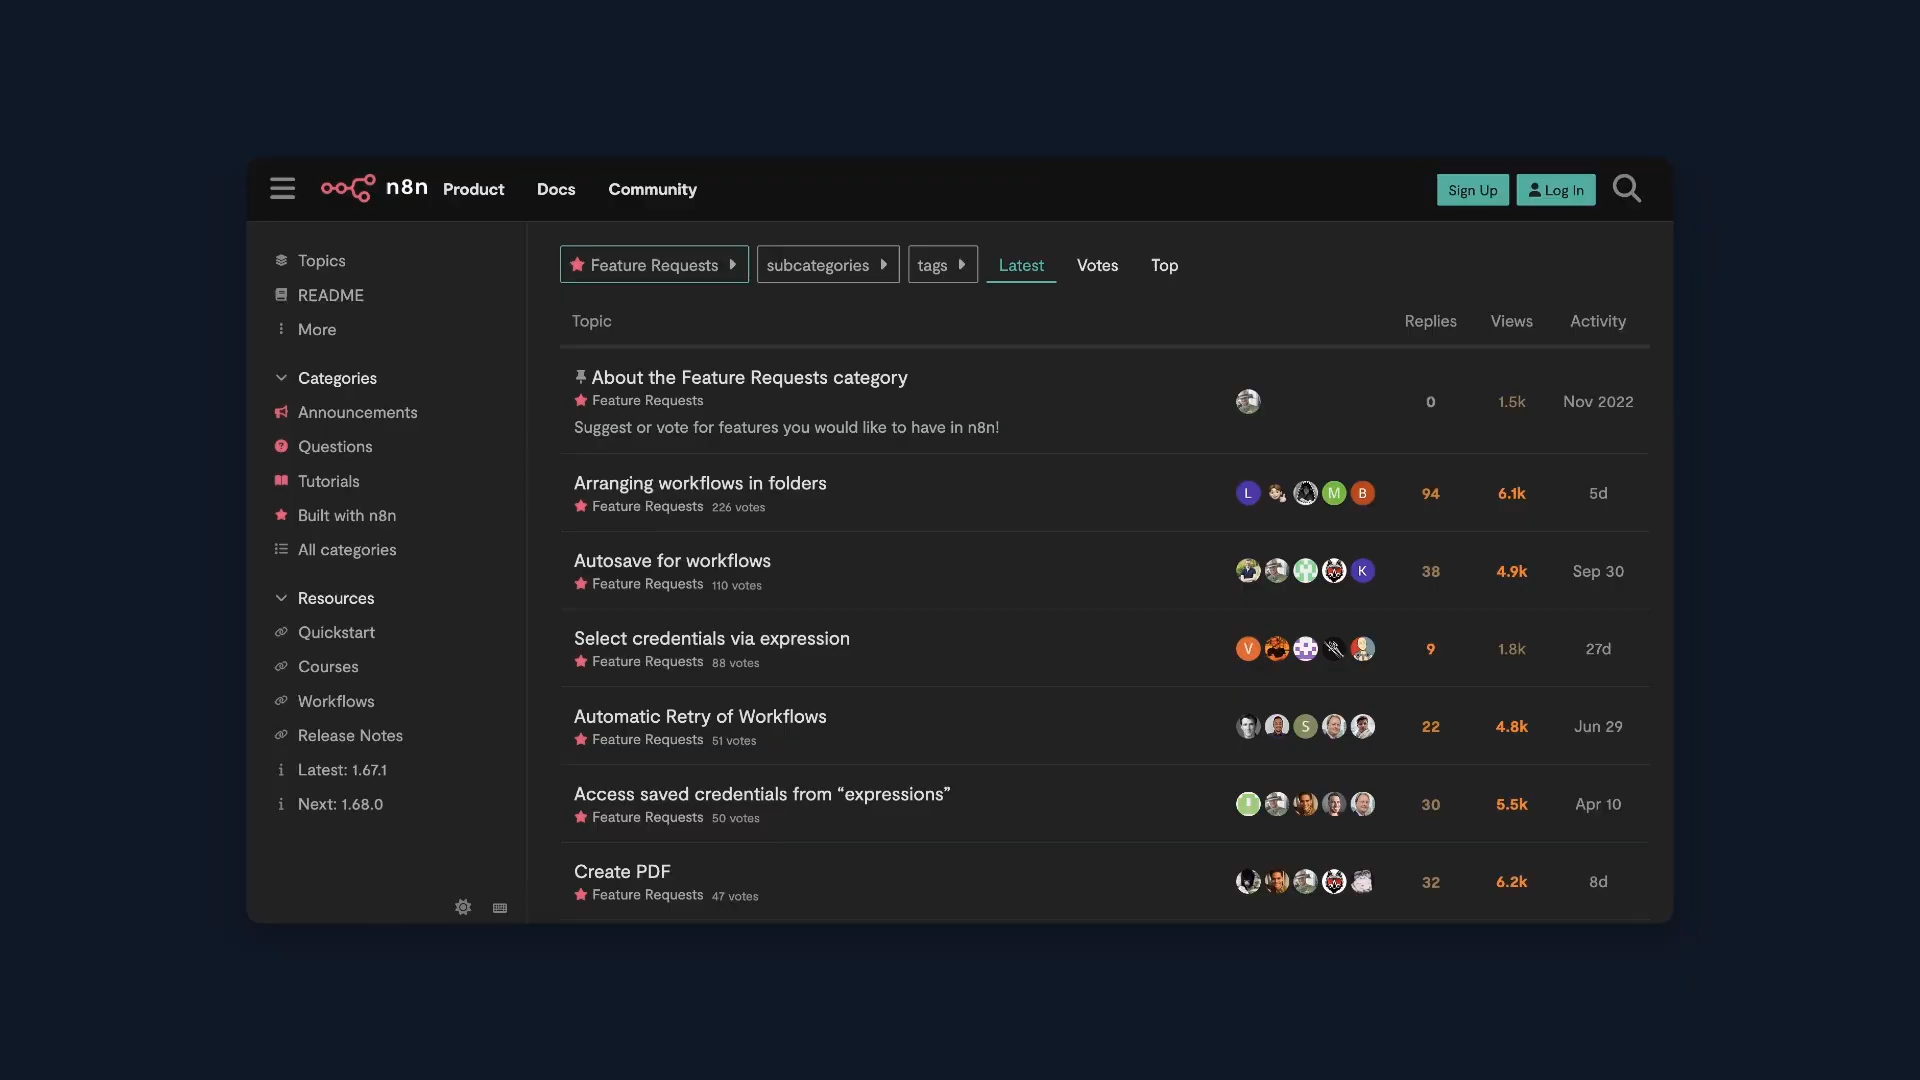 n8n Product Docs Community Sign Up Log In
Topics
README
More
Categories
Announcements
Questions
Tutorials
Built with n8n
All categories
Resources
Quickstart
Courses
Workflows
Release Notes
Latest: 1.67.1
Next: 1.68.0
Feature Requests subcategories tags Latest Votes Top
Topic Replies Views Activity
About the Feature Requests category
Feature Requests
Suggest or vote for features you would like to have in n8n!
0 1.5k Nov 2022
Arranging workflows in folders
Feature Requests 226 votes
L M B 94 6.1k 5d
Autosave for workflows
Feature Requests 110 votes
K 38 4.9k Sep 30
Select credentials via expression
Feature Requests 88 votes
V 9 1.8k 27d
Automatic Retry of Workflows
Feature Requests 51 votes
S 22 4.8k Jun 29
Access saved credentials from “expressions”
Feature Requests 50 votes
30 5.5k Apr 10
Create PDF
Feature Requests 47 votes
32 6.2k 8d